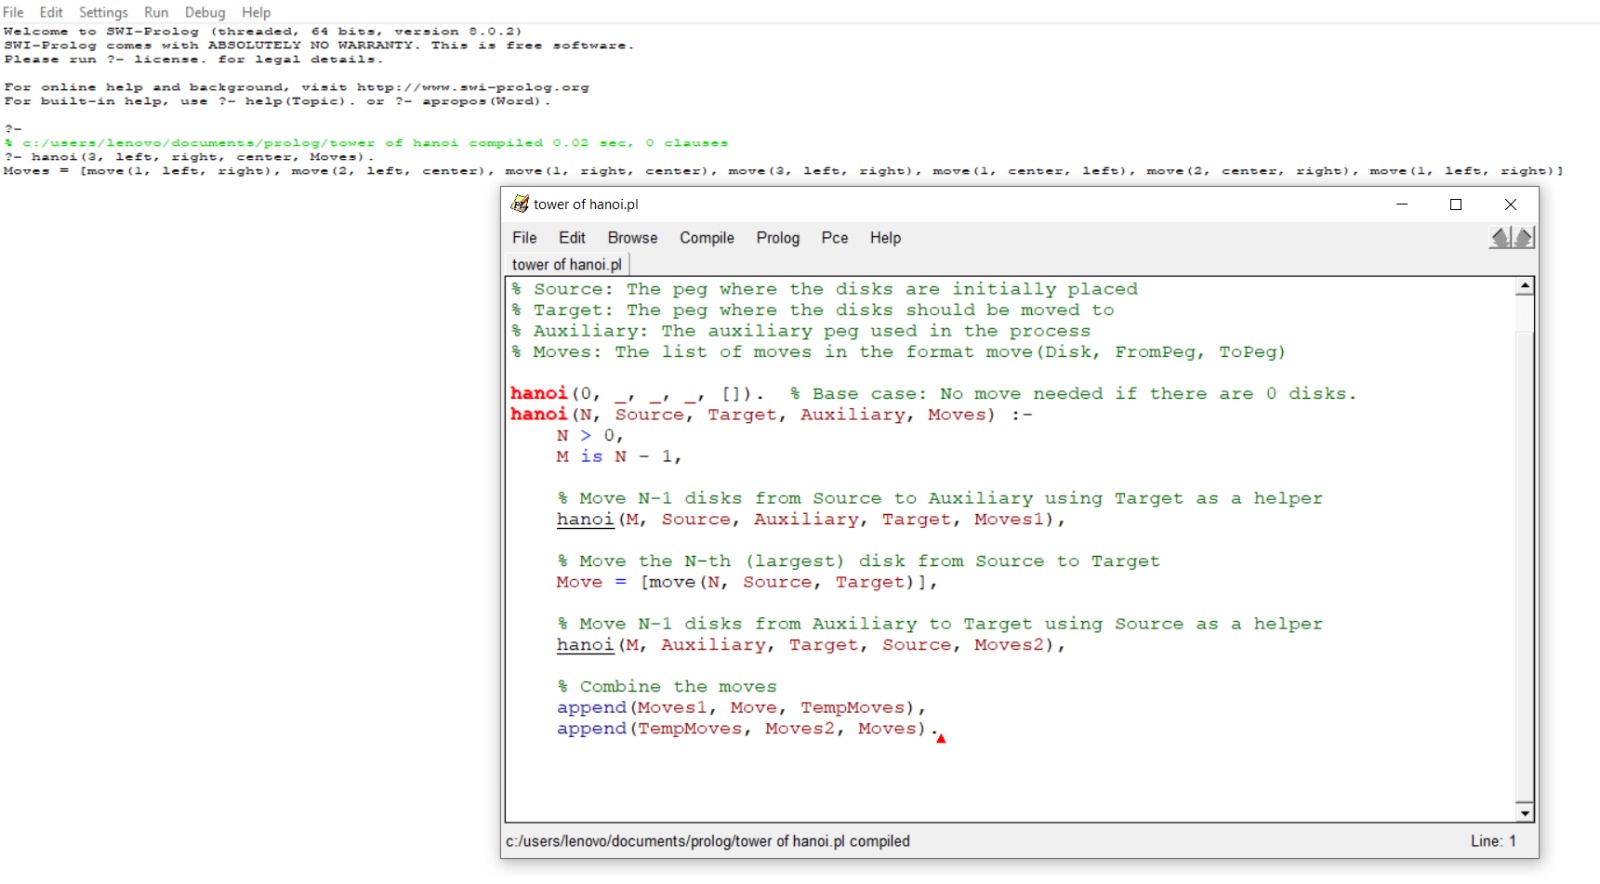 File Edit Settings Run Debug Help
Welcome to SWI-Prolog (threaded, 64 bits, version 8.0.2)
SWI-Prolog comes with ABSOLUTELY NO WARRANTY. This is free software.
Please run ?- license. for legal details.
For online help and background, visit http://www.swi-prolog.org
For built-in help, use ?- help(Topic). or ?- apropos(Word).
?-
% c:/users/lenovo/documents/prolog/tower of hanoi compiled 0.02 sec, 0 clauses
?- hanoi(3, left, right, center, Moves).
Moves = [move(1, left, right), move(2, left, center), move(1, right, center), move(3, left, right), move(1, center, left), move(2, center, right), move(1, left, right)]
tower of hanoi.pl
File Edit Browse Compile Prolog Pce Help
tower of hanoi.pl
% Source: The peg where the disks are initially placed
% Target: The peg where the disks should be moved to
% Auxiliary: The auxiliary peg used in the process
% Moves: The list of moves in the format move(Disk, FromPeg, ToPeg)
hanoi(0, _, _, _, []).  % Base case: No move needed if there are 0 disks.
hanoi(N, Source, Target, Auxiliary, Moves) :-
    N > 0,
    M is N - 1,
    % Move N-1 disks from Source to Auxiliary using Target as a helper
    hanoi(M, Source, Auxiliary, Target, Moves1),
    % Move the N-th (largest) disk from Source to Target
    Move = [move(N, Source, Target)],
    % Move N-1 disks from Auxiliary to Target using Source as a helper
    hanoi(M, Auxiliary, Target, Source, Moves2),
    % Combine the moves
    append(Moves1, Move, TempMoves),
    append(TempMoves, Moves2, Moves).
c:/users/lenovo/documents/prolog/tower of hanoi.pl compiled
Line: 1